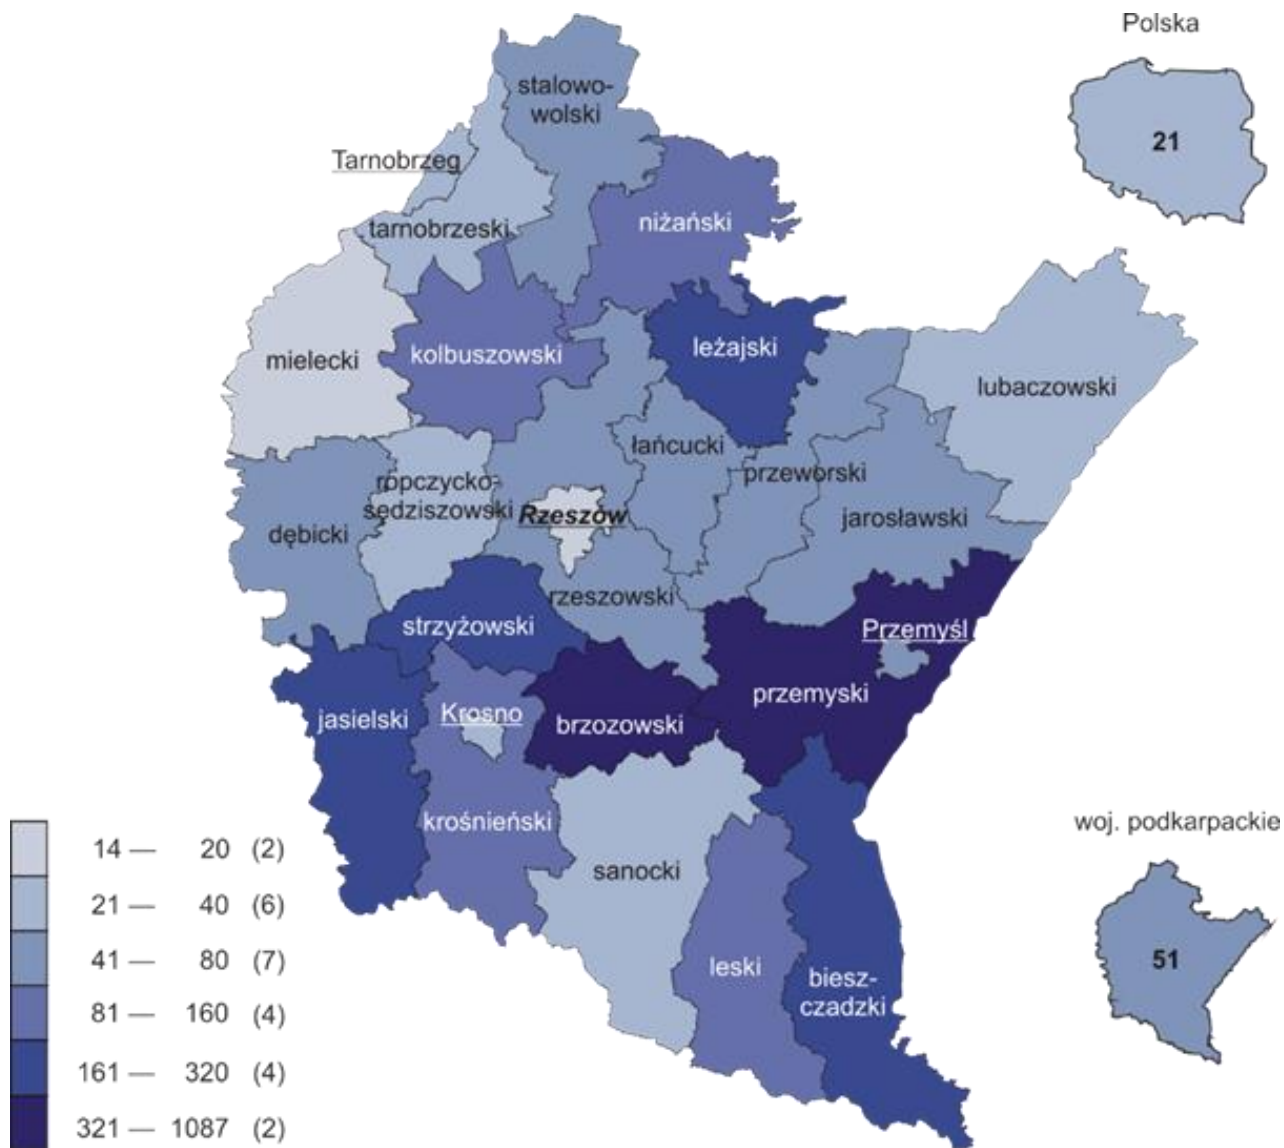 Polska
21
stalowo-
wolski
Tarnobrzeg
tarnobrzeski
niżański
mielecki
kolbuszowski
leżajski
lubaczowski
łańcucki
przeworski
ropczycko-
sędziszowski
Rzeszów
dębicki
jarosławski
rzeszowski
strzyżowski
Przemyśl
przemyski
jasielski
Krosno
brzozowski
krośnieński
sanocki
leski
biesz-
czadzki
woj. podkarpackie
51
14 — 20 (2)
21 — 40 (6)
41 — 80 (7)
81 — 160 (4)
161 — 320 (4)
321 — 1087 (2)